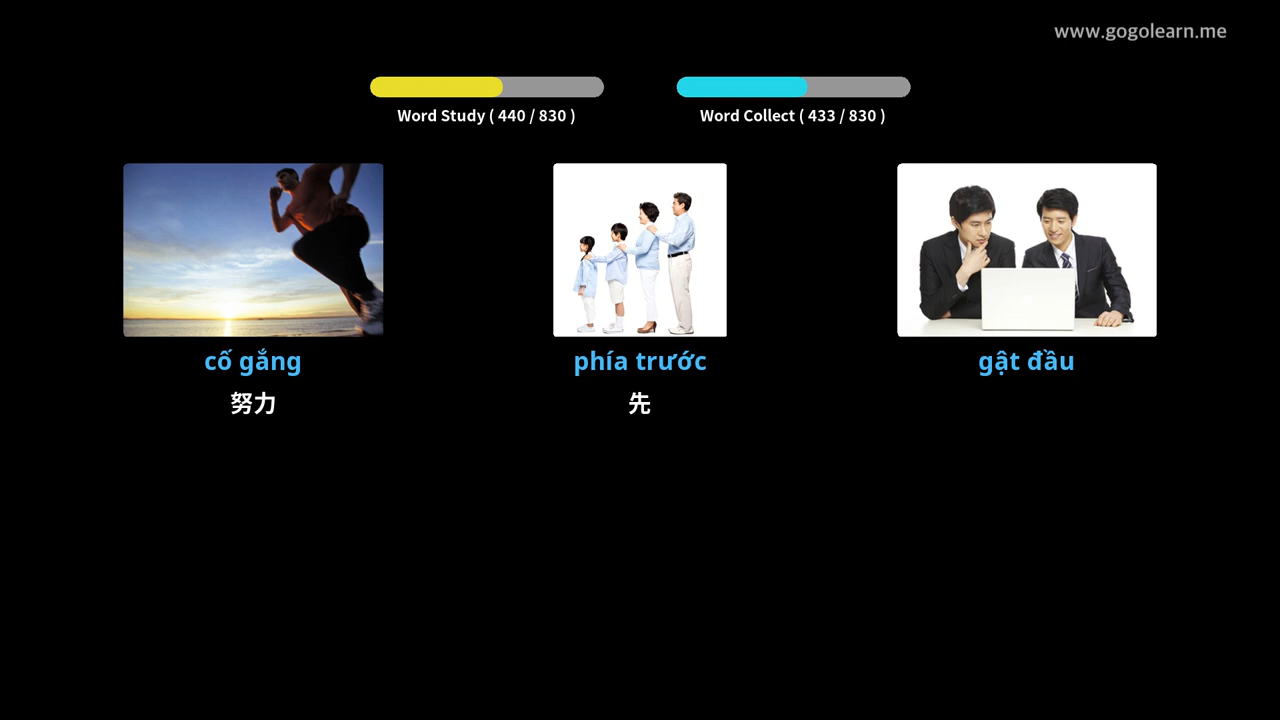 www.gogolearn.me
Word Study ( 440 / 830 )
Word Collect ( 433 / 830 )
cố gắng
phía trước
gật đầu
努力
先